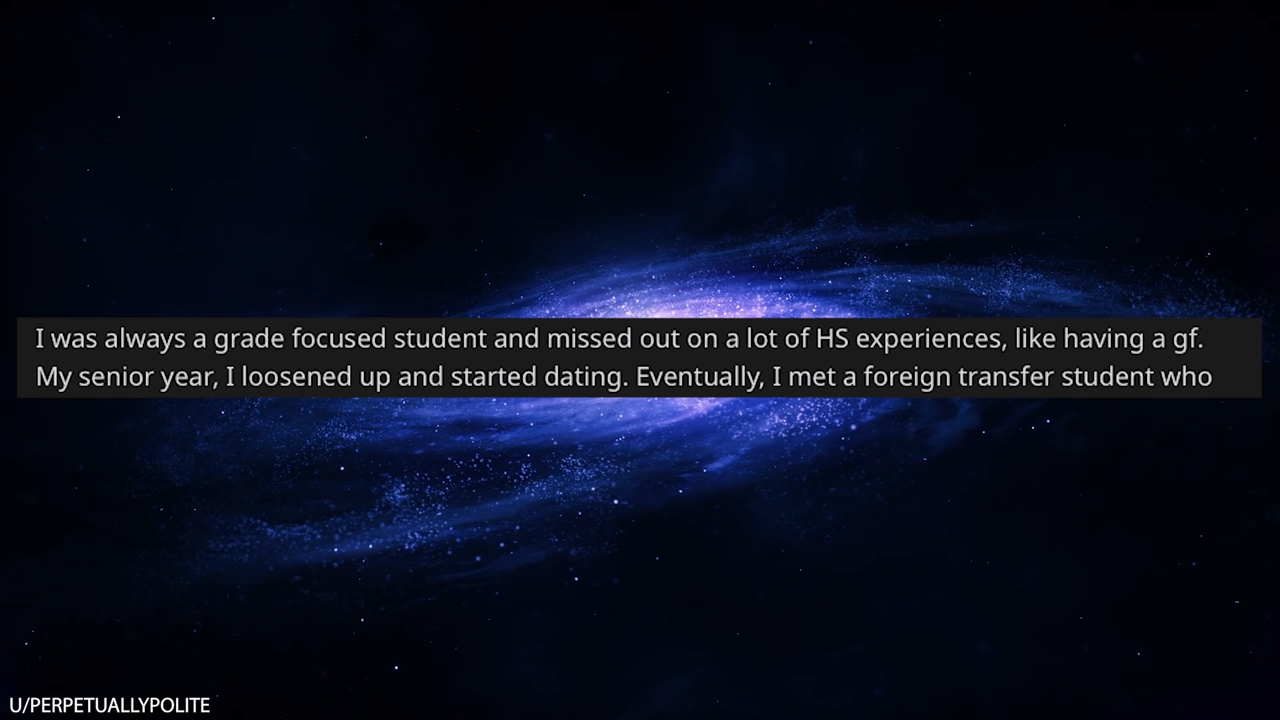 I was always a grade focused student and missed out on a lot of HS experiences, like having a gf.
My senior year, I loosened up and started dating. Eventually, I met a foreign transfer student who
U/PERPETUALLYPOLITE